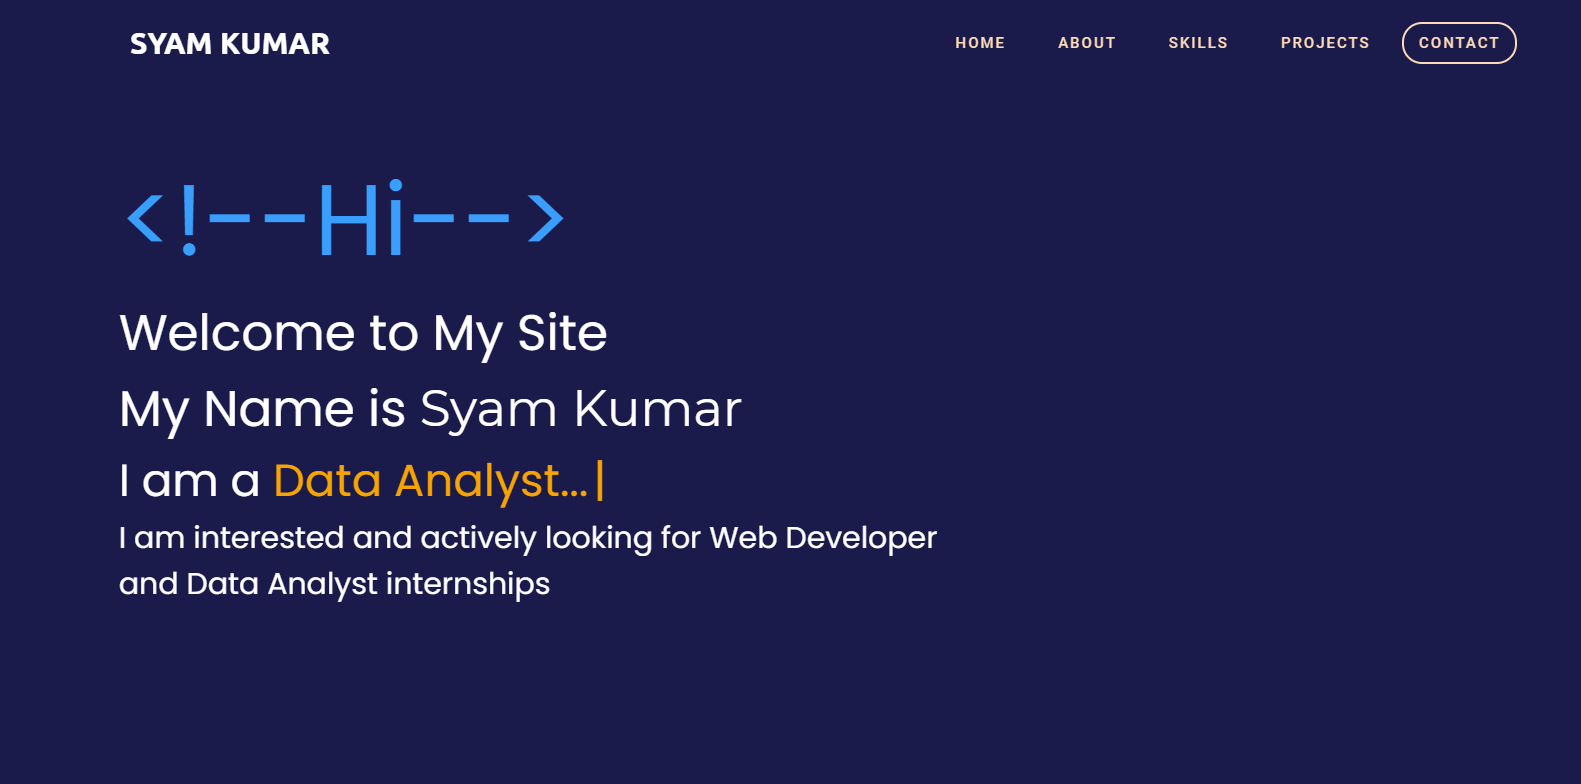 SYAM KUMAR
HOME ABOUT SKILLS PROJECTS CONTACT
<!--Hi-->
Welcome to My Site
My Name is Syam Kumar
I am a Data Analyst...|
I am interested and actively looking for Web Developer
and Data Analyst internships